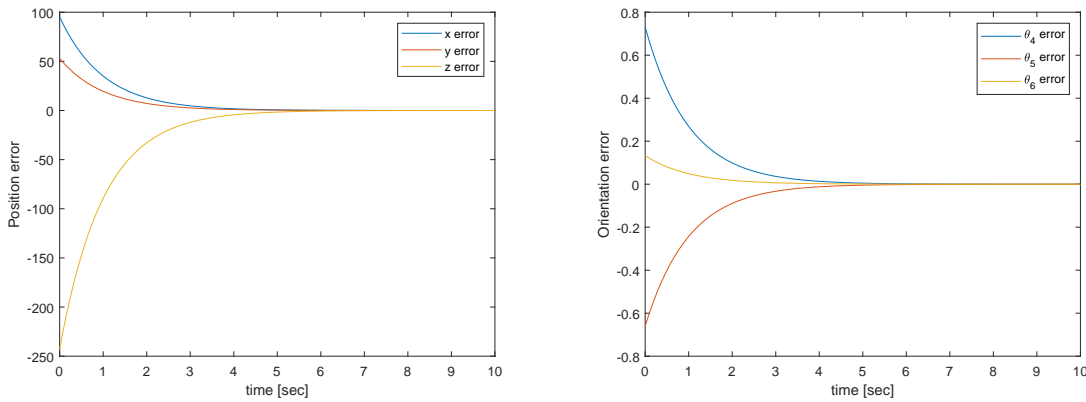 100
50
0
-50
-100
-150
-200
-250
Position error
0 1 2 3 4 5 6 7 8 9 10
time [sec]
x error
y error
z error
0.8
0.6
0.4
0.2
0
-0.2
-0.4
-0.6
-0.8
Orientation error
0 1 2 3 4 5 6 7 8 9 10
time [sec]
θ4 error
θ5 error
θ6 error